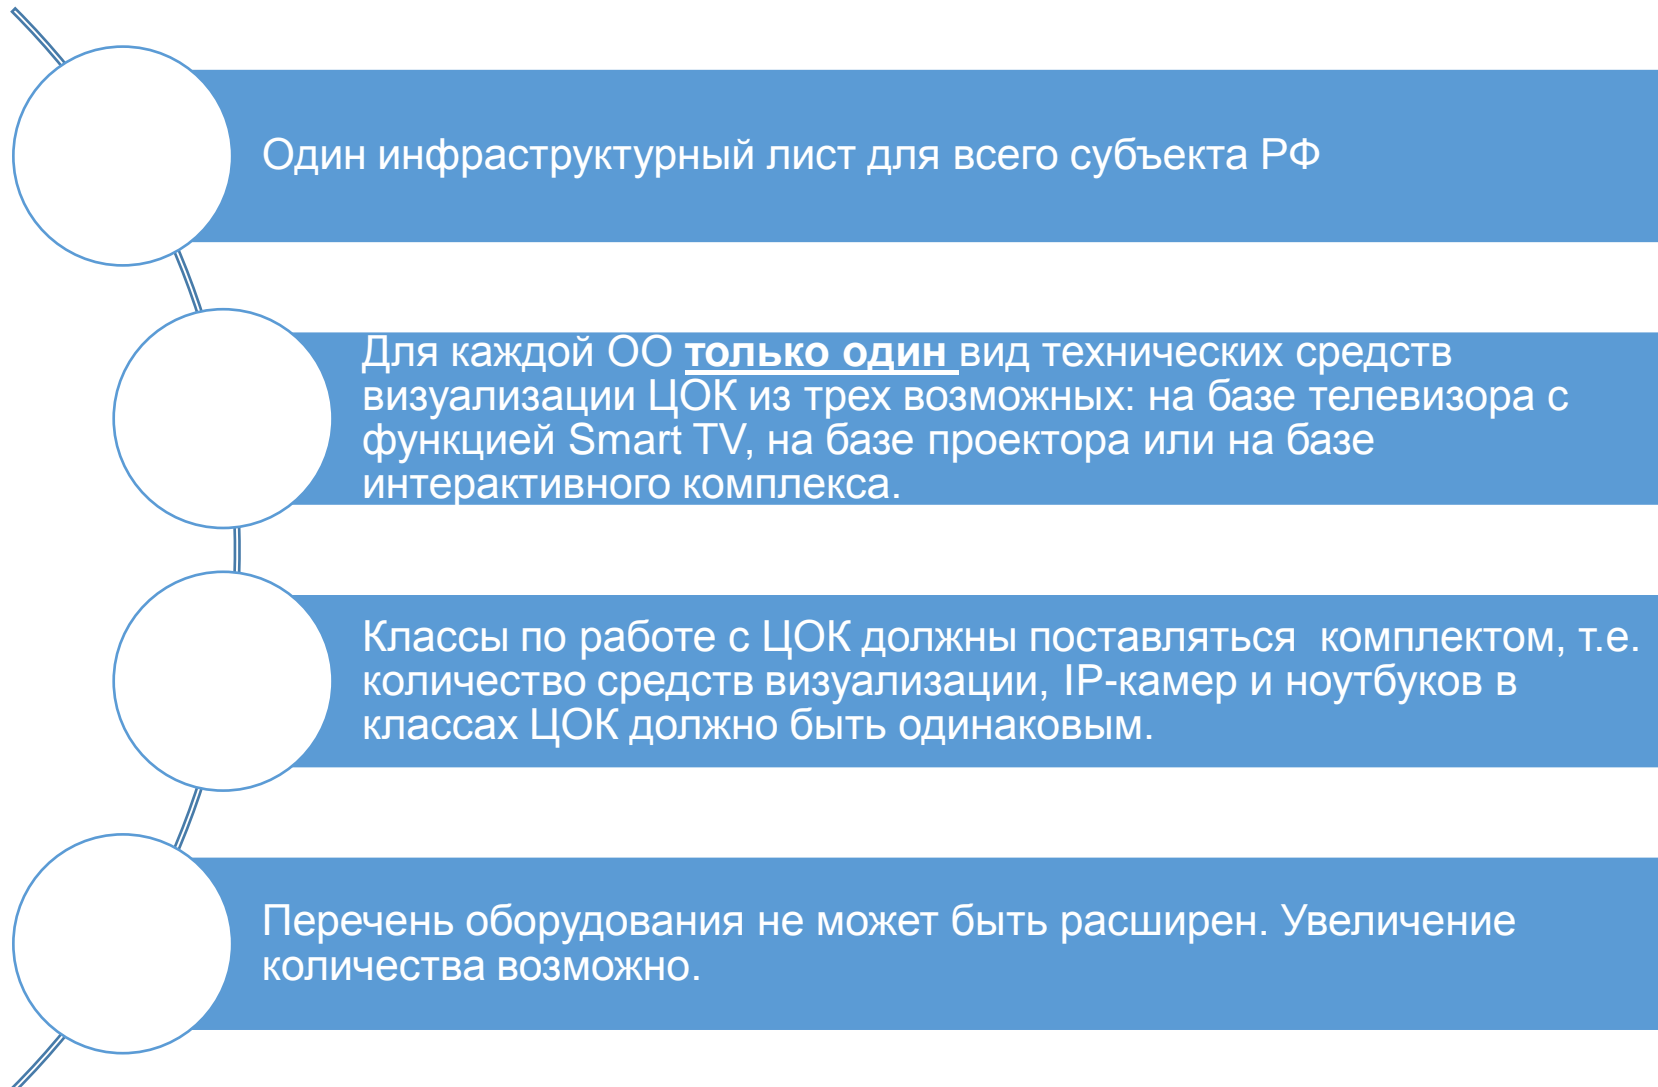 Один инфраструктурный лист для всего субъекта РФ
Для каждой ОО только один вид технических средств
визуализации ЦОК из трех возможных: на базе телевизора с
функцией Smart TV, на базе проектора или на базе
интерактивного комплекса.
Классы по работе с ЦОК должны поставляться  комплектом, т.е.
количество средств визуализации, IP-камер и ноутбуков в
классах ЦОК должно быть одинаковым.
Перечень оборудования не может быть расширен. Увеличение
количества возможно.